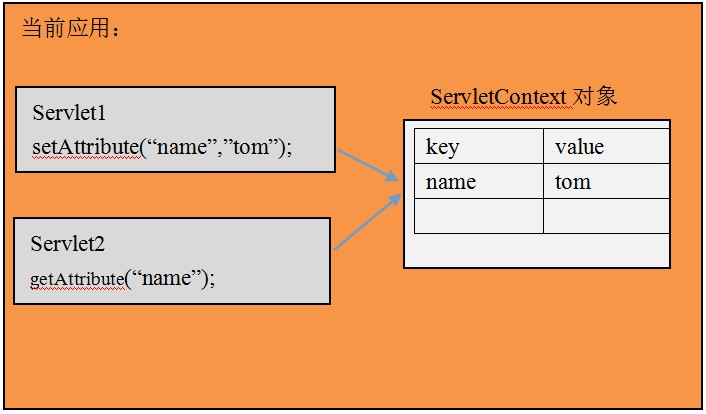 当前应用：
Servlet1
setAttribute(“name”,”tom”);
Servlet2
getAttribute(“name”);
ServletContext 对象
key value
name tom